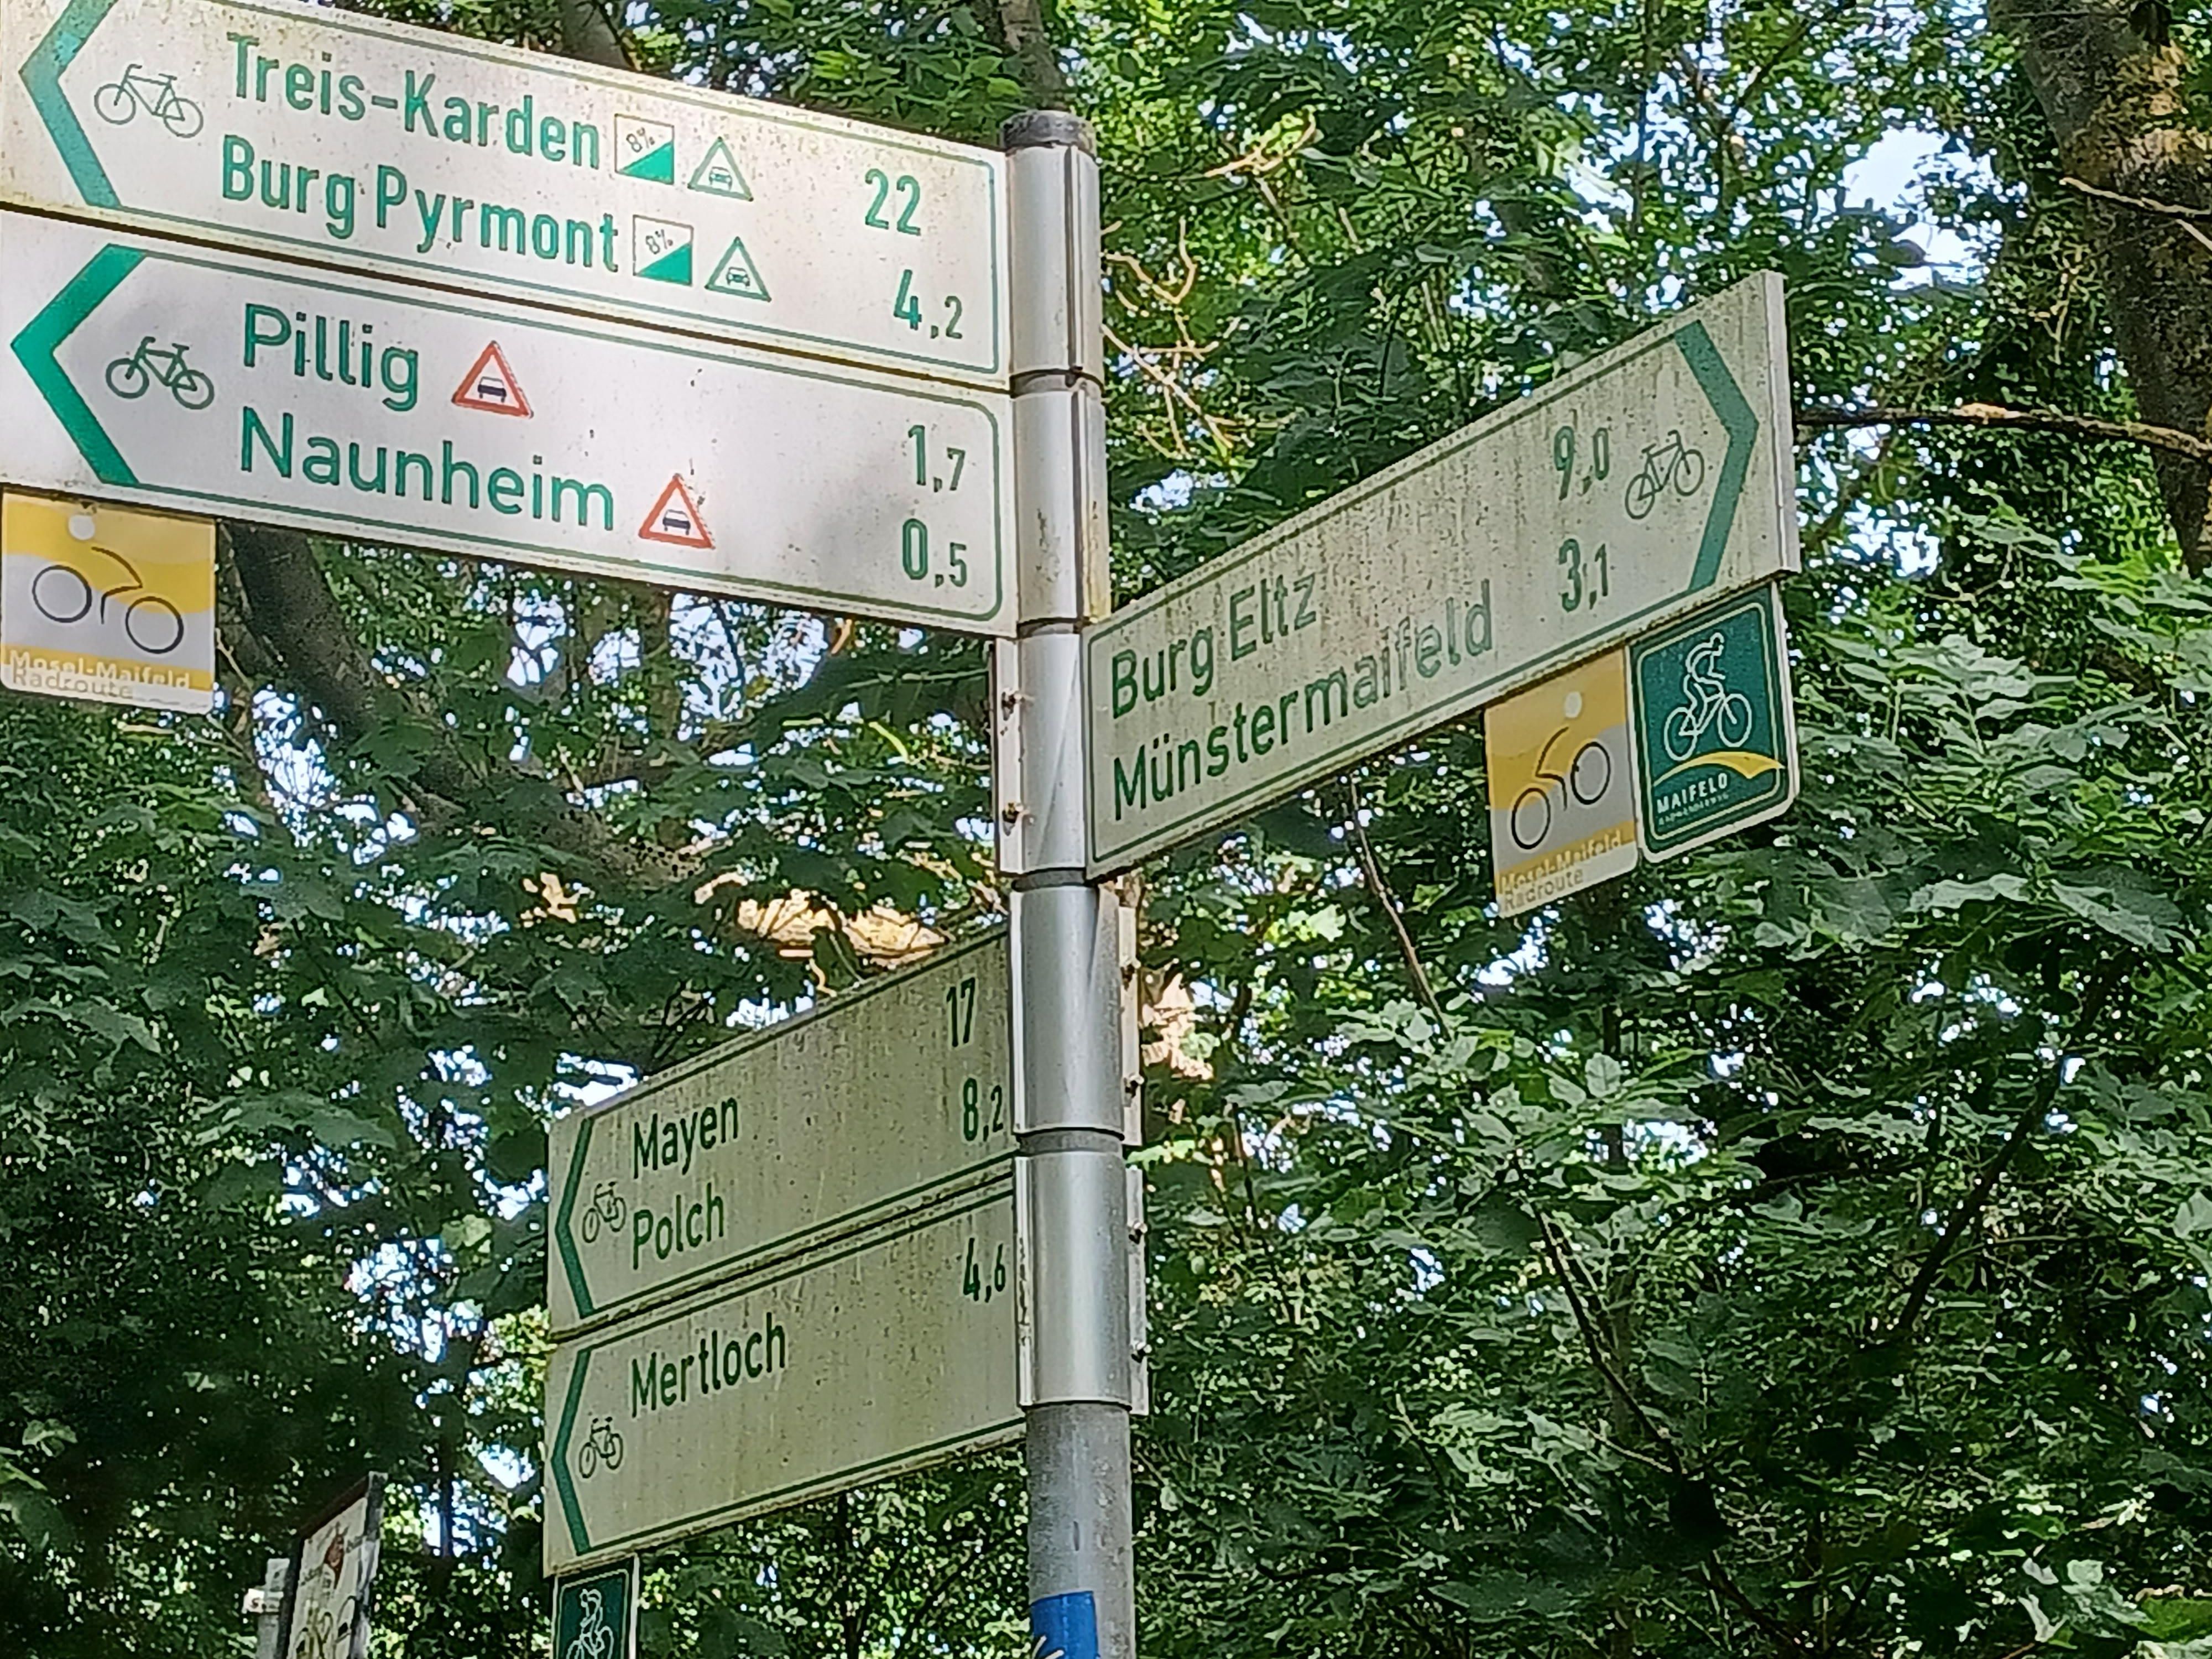 Treis-Karden 8% 22
Burg Pyrmont 8% 4,2
Pillig 1,7
Naunheim 0,5
Mosel-Maifeld
Radroute
9,0
Burg Eltz
3,1
Münstermaifeld
Mosel-Maifeld
Radroute
MAIFELD
17
Mayen
8,2
Polch
4,6
Mertloch